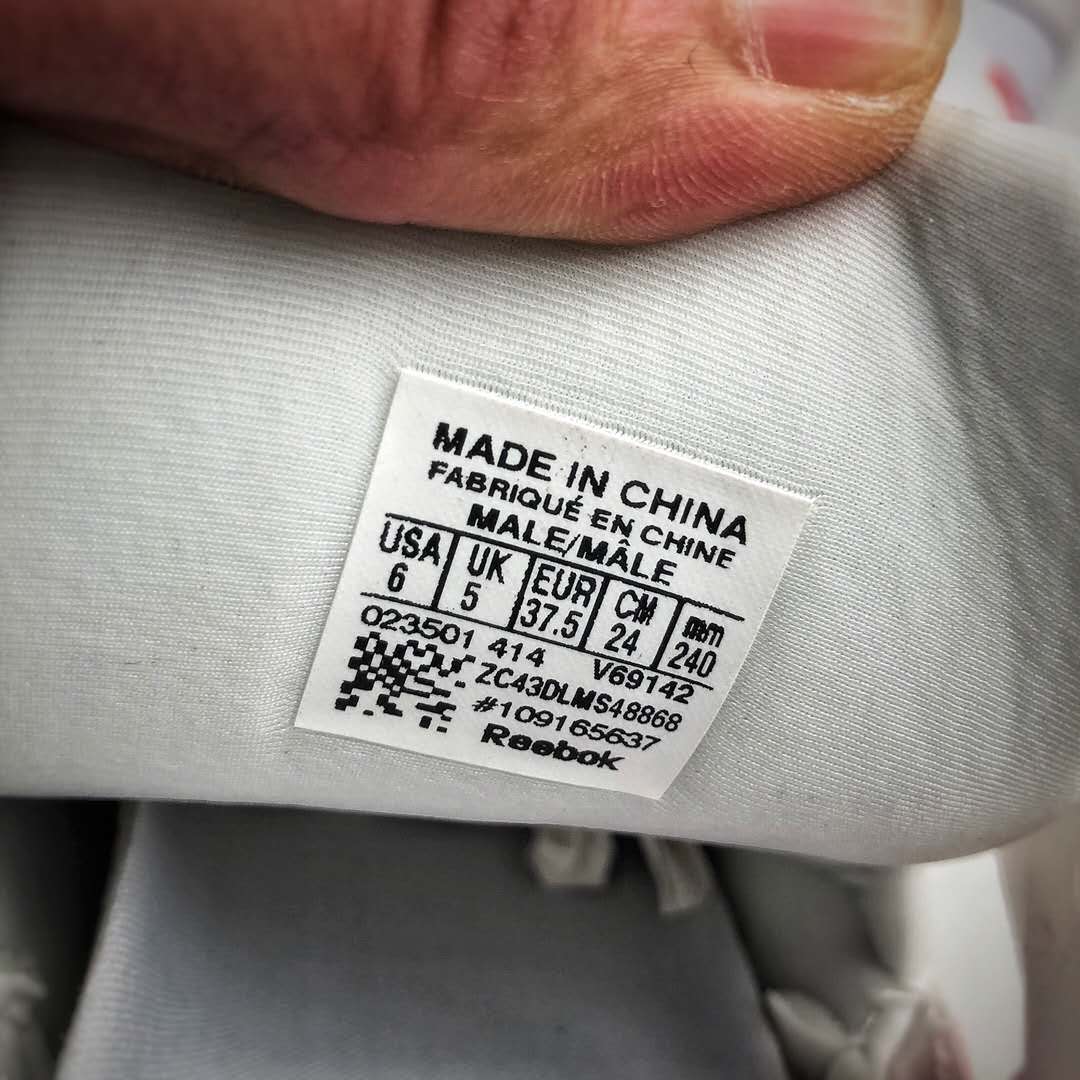 MADE IN CHINA
FABRIQUÉ EN CHINE
MALE/MÂLE
USA UK EUR CM mm
6 5 37.5 24 240
023501 414 V69142
ZC43DLMS48868
#109165637
Reebok